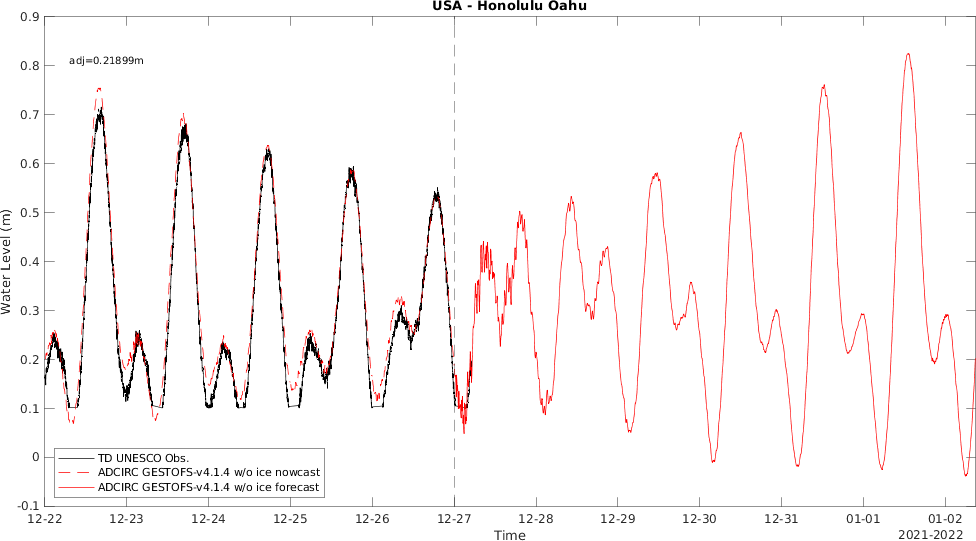 USA - Honolulu Oahu
0.9
0.8
adj=0.21899m
0.7
0.6
0.5
0.4
0.3
0.2
0.1
0
-0.1
Water Level (m)
TD UNESCO Obs.
ADCIRC GESTOFS-v4.1.4 w/o ice nowcast
ADCIRC GESTOFS-v4.1.4 w/o ice forecast
12-22 12-23 12-24 12-25 12-26 12-27 12-28 12-29 12-30 12-31 01-01 01-02
Time
2021-2022